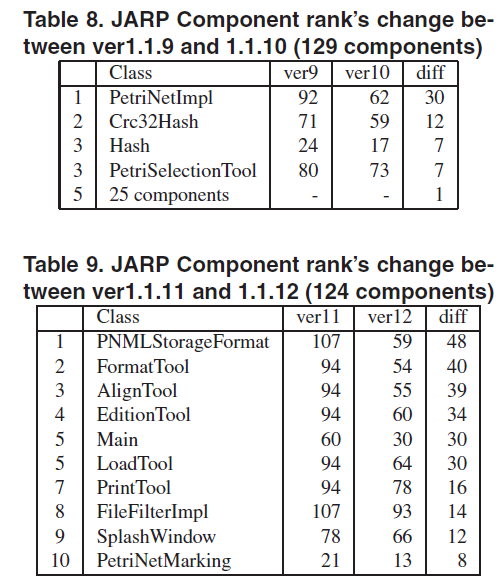 Table 8. JARP Component rank's change be-
tween ver1.1.9 and 1.1.10 (129 components)
Class ver9 ver10 diff
1 PetriNetImpl 92 62 30
2 Crc32Hash 71 59 12
3 Hash 24 17 7
3 PetriSelectionTool 80 73 7
5 25 components - - 1
Table 9. JARP Component rank's change be-
tween ver1.1.11 and 1.1.12 (124 components)
Class ver11 ver12 diff
1 PNMLStorageFormat 107 59 48
2 FormatTool 94 54 40
3 AlignTool 94 55 39
4 EditionTool 94 60 34
5 Main 60 30 30
5 LoadTool 94 64 30
7 PrintTool 94 78 16
8 FileFilterImpl 107 93 14
9 SplashWindow 78 66 12
10 PetriNetMarking 21 13 8